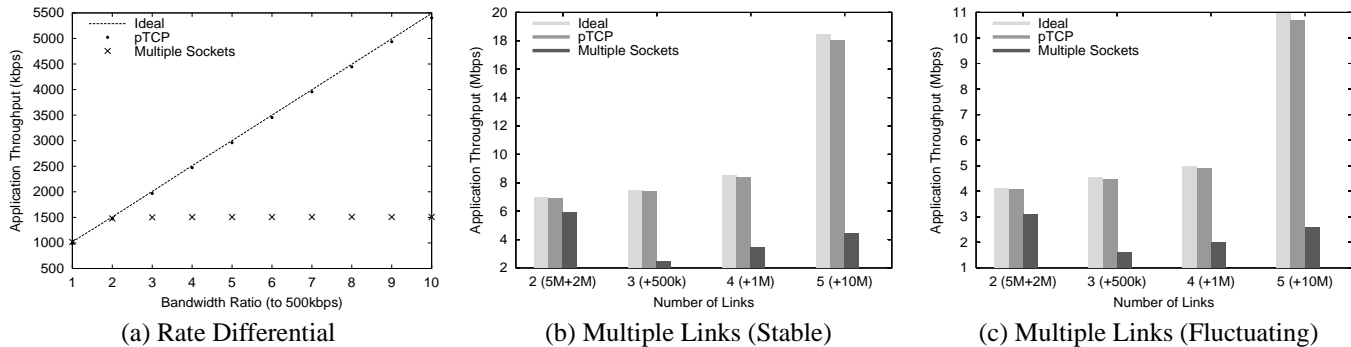 5500
5000
4500
4000
3500
3000
2500
2000
1500
1000
500
Application Throughput (kbps)
Ideal
pTCP
Multiple Sockets
1 2 3 4 5 6 7 8 9 10
Bandwidth Ratio (to 500kbps)
(a) Rate Differential
20
18
16
14
12
10
8
6
4
2
Application Throughput (Mbps)
Ideal
pTCP
Multiple Sockets
2 (5M+2M) 3 (+500k) 4 (+1M) 5 (+10M)
Number of Links
(b) Multiple Links (Stable)
11
10
9
8
7
6
5
4
3
2
1
Application Throughput (Mbps)
Ideal
pTCP
Multiple Sockets
2 (5M+2M) 3 (+500k) 4 (+1M) 5 (+10M)
Number of Links
(c) Multiple Links (Fluctuating)